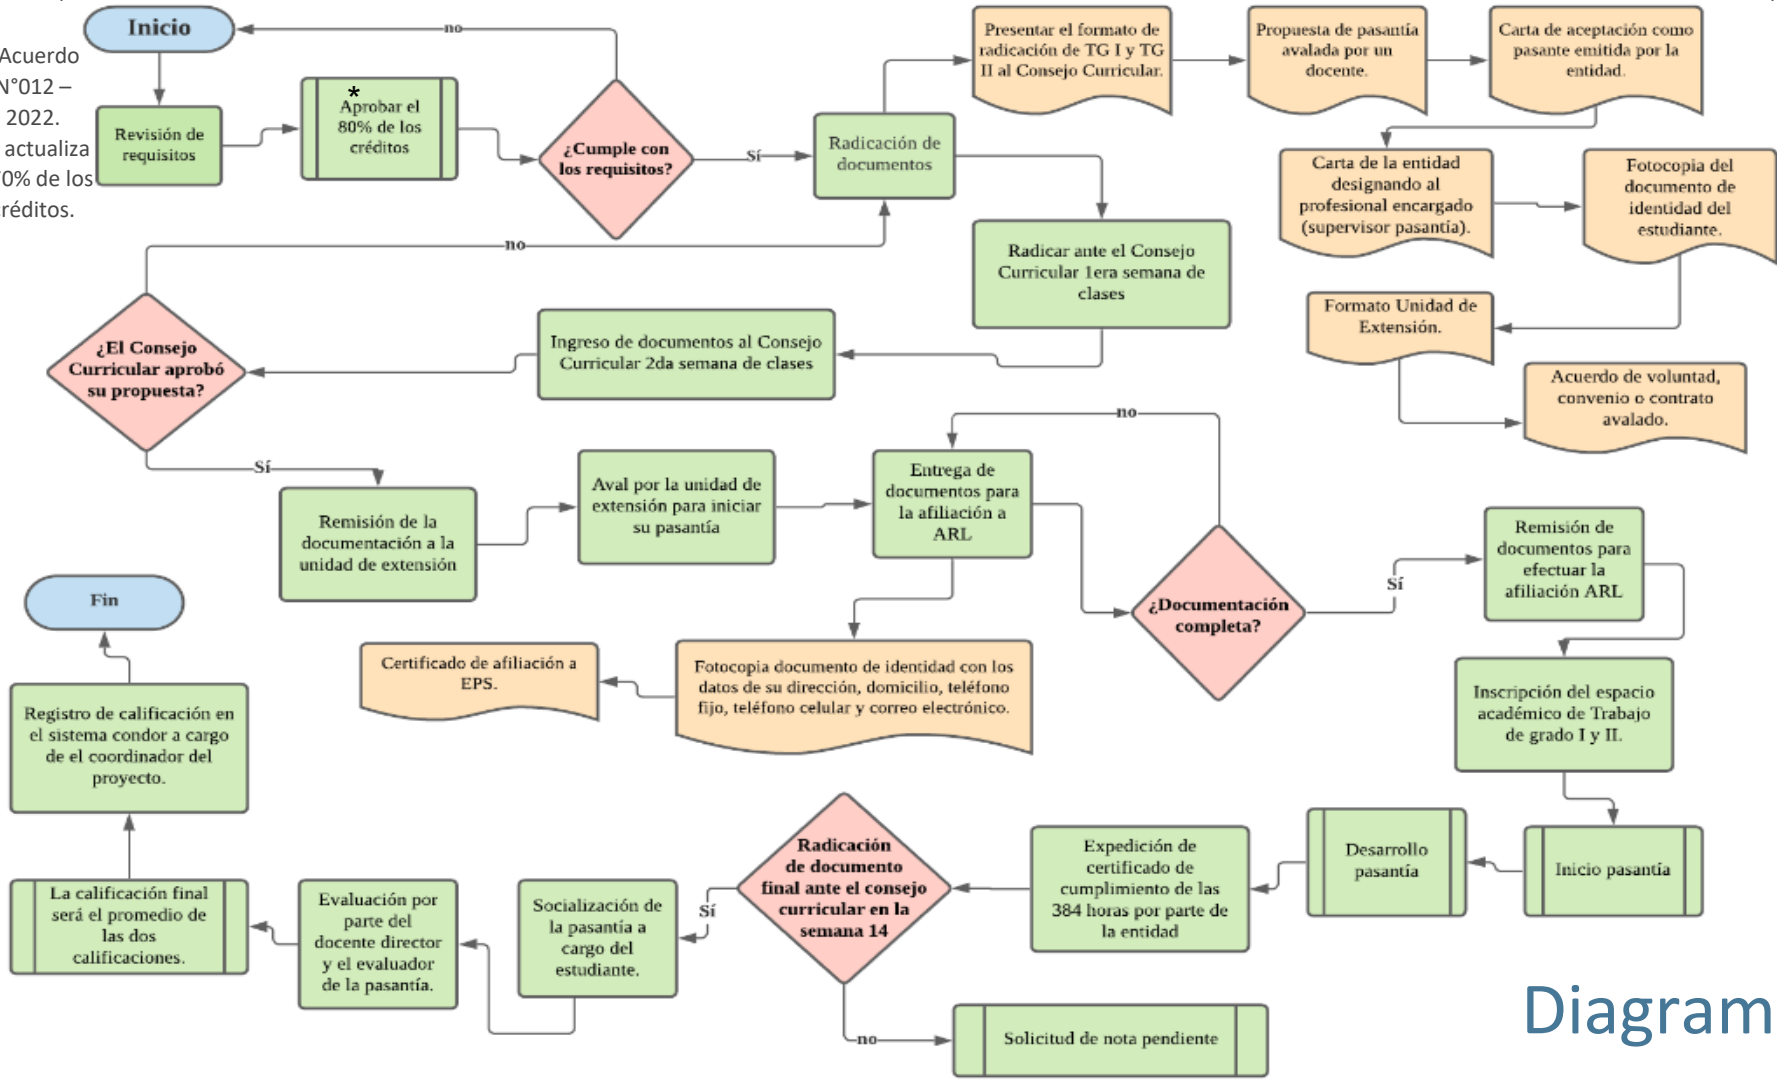 Inicio
no
Acuerdo
N°012 –
2022.
actualiza
70% de los
créditos.
Revisión de
requisitos
*
Aprobar el
80% de los
créditos
¿Cumple con
los requisitos?
Sí
Radicación de
documentos
Presentar el formato de
radicación de TG I y TG
II al Consejo Curricular.
Propuesta de pasantía
avalada por un
docente.
Carta de aceptación como
pasante emitida por la
entidad.
Carta de la entidad
designando al
profesional encargado
(supervisor pasantía).
Fotocopia del
documento de
identidad del
estudiante.
Formato Unidad de
Extensión.
Acuerdo de voluntad,
convenio o contrato
avalado.
Radicar ante el Consejo
Curricular 1era semana de
clases
no
Ingreso de documentos al Consejo
Curricular 2da semana de clases
¿El Consejo
Curricular aprobó
su propuesta?
Sí
Remisión de la
documentación a la
unidad de extensión
Aval por la unidad de
extensión para iniciar
su pasantía
no
Entrega de
documentos para
la afiliación a
ARL
Fotocopia documento de identidad con los
datos de su dirección, domicilio, teléfono
fijo, teléfono celular y correo electrónico.
Certificado de afiliación a
EPS.
¿Documentación
completa?
Sí
Remisión de
documentos para
efectuar la
afiliación ARL
Inscripción del espacio
académico de Trabajo
de grado I y II.
Inicio pasantía
Desarrollo
pasantía
Expedición de
certificado de
cumplimiento de las
384 horas por parte de
la entidad
Radicación
de documento
final ante el consejo
curricular en la
semana 14
no
Solicitud de nota pendiente
Sí
Socialización de
la pasantía a
cargo del
estudiante.
Evaluación por
parte del
docente director
y el evaluador
de la pasantía.
La calificación final
será el promedio de
las dos
calificaciones.
Registro de calificación en
el sistema condor a cargo
de el coordinador del
proyecto.
Fin
Diagram